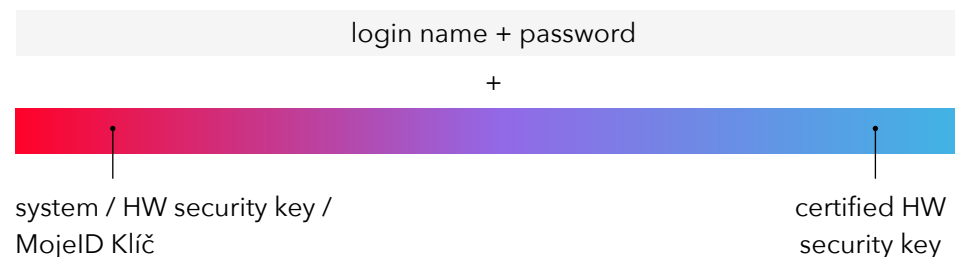 login name + password
+
system / HW security key /
MojeID Klíč
certified HW
security key